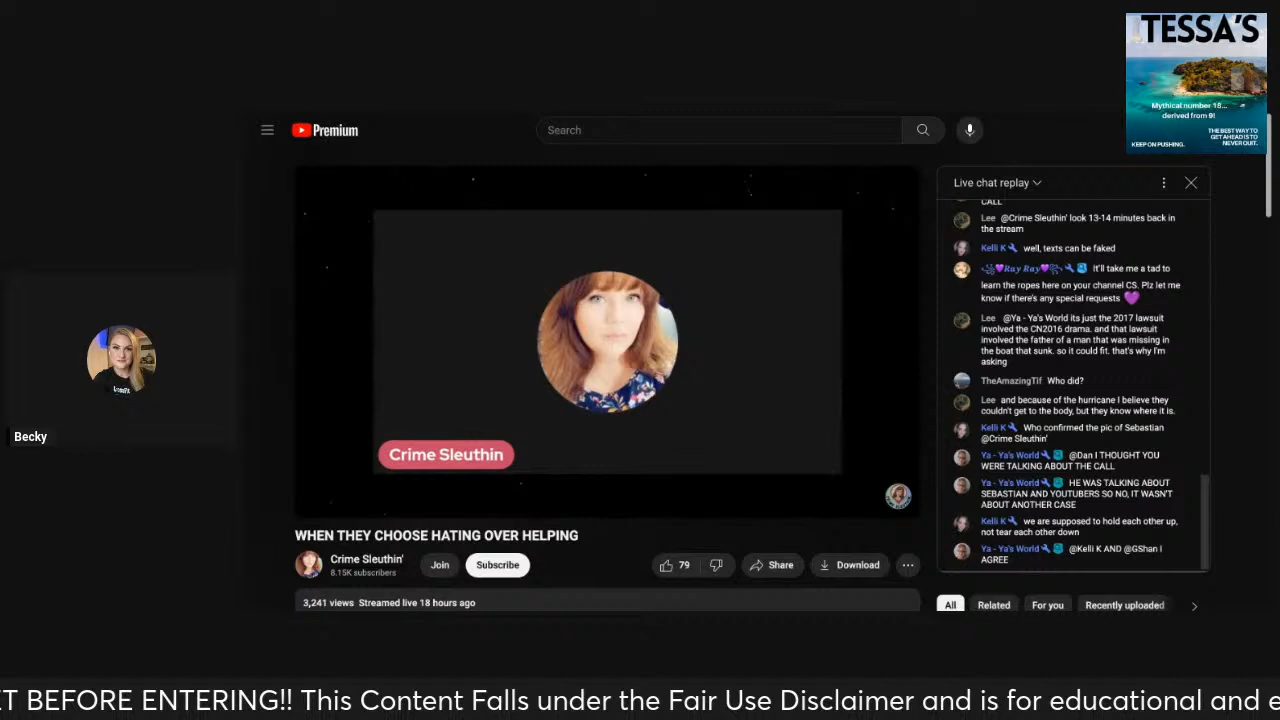 TESSA'S
Mythical number 18...
derived from 9!
THE BEST WAY TO
GET AHEAD IS TO
NEVER QUIT.
KEEP ON PUSHING.
Premium
Search
Live chat replay
CALL
Lee @Crime Sleuthin' look 13-14 minutes back in
the stream
Kelli K well, texts can be faked
Ray Ray It'll take me a tad to
learn the ropes here on your channel CS. Plz let me
know if there's any special requests
Lee @Ya - Ya's World its just the 2017 lawsuit
involved the CN2016 drama. and that lawsuit
involved the father of a man that was missing in
the boat that sunk. so it could fit. that's why I'm
asking
TheAmazingTif Who did?
Lee and because of the hurricane I believe they
couldn't get to the body, but they know where it is.
Kelli K Who confirmed the pic of Sebastian
@Crime Sleuthin'
Ya - Ya's World @Dan I THOUGHT YOU
WERE TALKING ABOUT THE CALL
Ya - Ya's World HE WAS TALKING ABOUT
SEBASTIAN AND YOUTUBERS SO NO, IT WASN'T
ABOUT ANOTHER CASE
Kelli K we are supposed to hold each other up,
not tear each other down
Ya - Ya's World @Kelli K AND @GShan I
AGREE
Becky
Crime Sleuthin
WHEN THEY CHOOSE HATING OVER HELPING
Crime Sleuthin'
8.15K subscribers
Join
Subscribe
79
Share
Download
3,241 views Streamed live 18 hours ago
All
Related
For you
Recently uploaded
ET BEFORE ENTERING!! This Content Falls under the Fair Use Disclaimer and is for educational and e